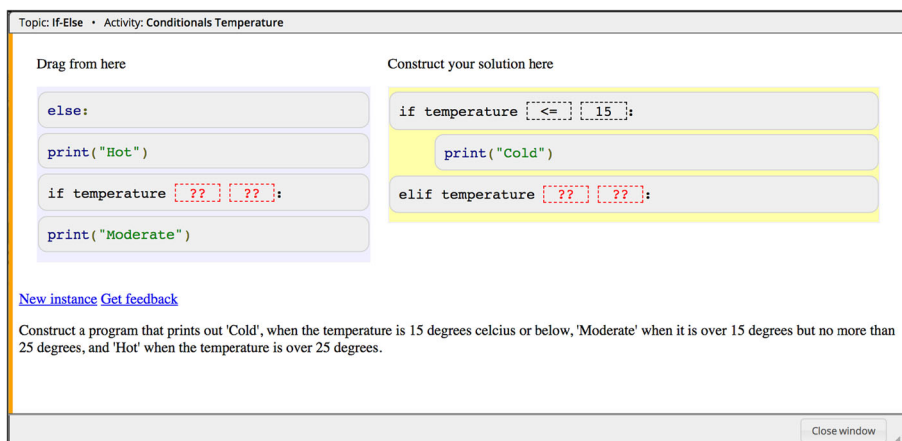 Topic: If-Else • Activity: Conditionals Temperature
Drag from here
else:
print("Hot")
if temperature ?? ?? :
print("Moderate")
Construct your solution here
if temperature <= 15 :
print("Cold")
elif temperature ?? ?? :
New instance Get feedback
Construct a program that prints out 'Cold', when the temperature is 15 degrees celcius or below, 'Moderate' when it is over 15 degrees but no more than
25 degrees, and 'Hot' when the temperature is over 25 degrees.
Close window